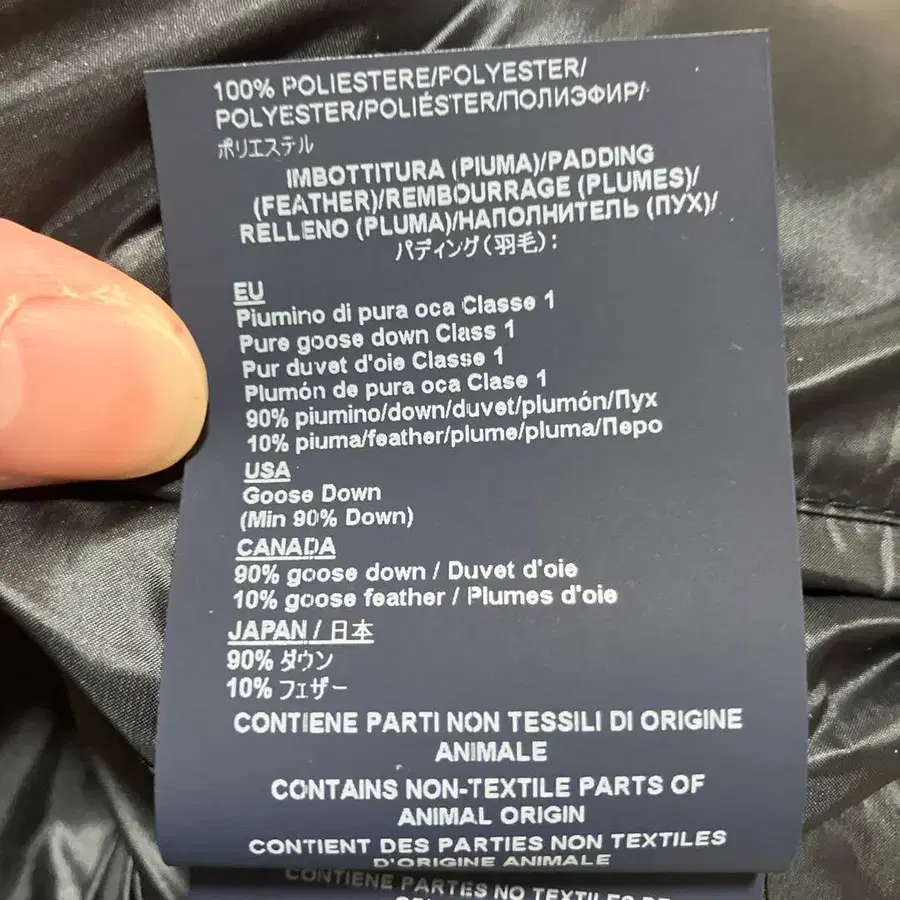 100% POLIESTERE/POLYESTER/
POLYESTER/POLIÉSTER/ПОЛИЭФИР/
ポリエステル
IMBOTTITURA (PIUMA)/PADDING
(FEATHER)/REMBOURRAGE (PLUMES)/
RELLENO (PLUMA)/НАПОЛНИТЕЛЬ (ПУХ)/
パディング(羽毛):
EU
Piumino di pura oca Classe 1
Pure goose down Class 1
Pur duvet d'oie Classe 1
Plumón de pura oca Clase 1
90% piumino/down/duvet/plumón/Пух
10% piuma/feather/plume/pluma/Перо
USA
Goose Down
(Min 90% Down)
CANADA
90% goose down / Duvet d'oie
10% goose feather / Plumes d'oie
JAPAN / 日本
90% ダウン
10% フェザー
CONTIENE PARTI NON TESSILI DI ORIGINE
ANIMALE
CONTAINS NON-TEXTILE PARTS OF
ANIMAL ORIGIN
CONTIENT DES PARTIES NON TEXTILES
D'ORIGINE ANIMALE
CONTIENE PARTES NO TEXTILES DE